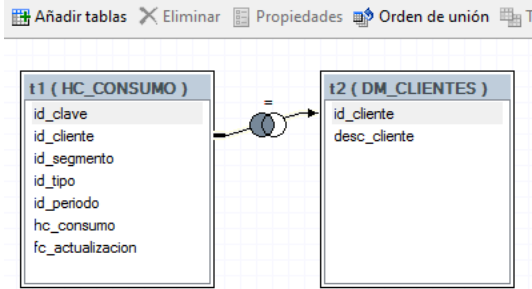 Añadir tablas Eliminar Propiedades Orden de unión T
t1 ( HC_CONSUMO )
id_clave
id_cliente
id_segmento
id_tipo
id_periodo
hc_consumo
fc_actualizacion
=
t2 ( DM_CLIENTES )
id_cliente
desc_cliente